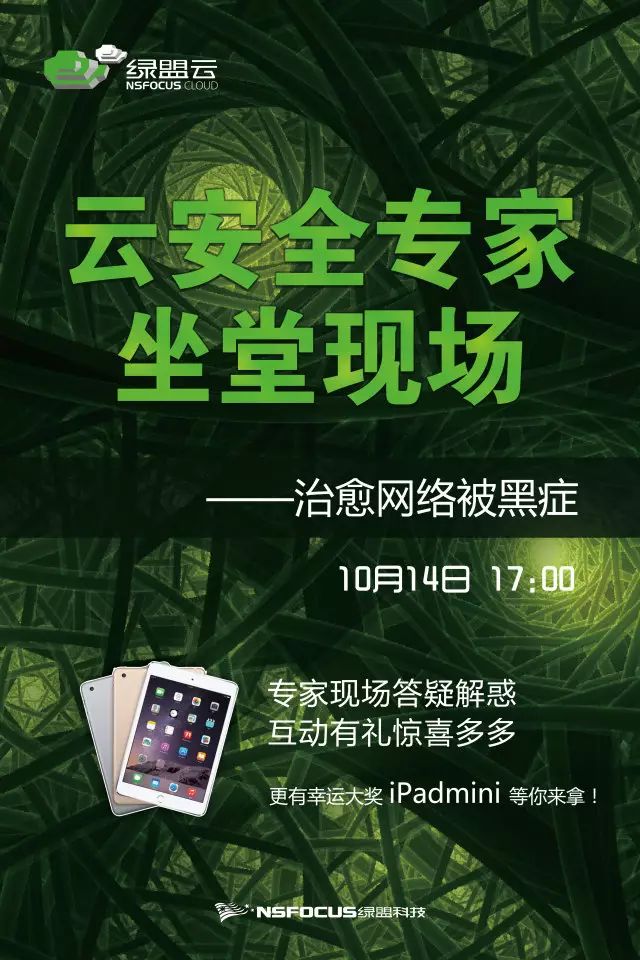 绿盟云
NSFOCUS CLOUD
云安全专家
坐堂现场
——治愈网络被黑症
10月14日 17:00
专家现场答疑解惑
互动有礼惊喜多多
更有幸运大奖 iPadmini 等你来拿！
NSFOCUS绿盟科技